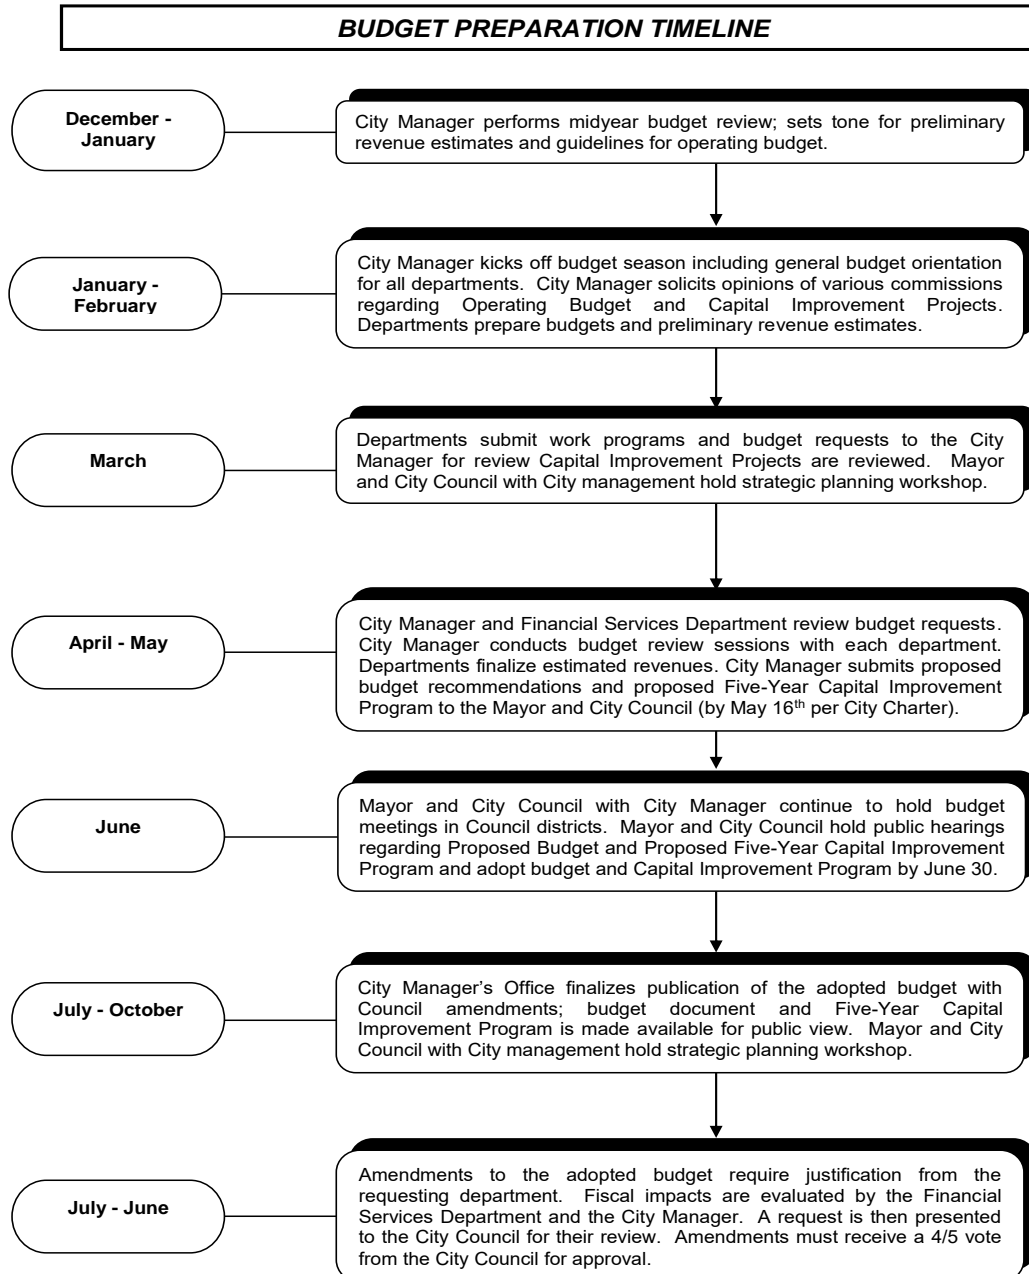 BUDGET PREPARATION TIMELINE
December -
January
City Manager performs midyear budget review; sets tone for preliminary
revenue estimates and guidelines for operating budget.
January -
February
City Manager kicks off budget season including general budget orientation
for all departments. City Manager solicits opinions of various commissions
regarding Operating Budget and Capital Improvement Projects.
Departments prepare budgets and preliminary revenue estimates.
March
Departments submit work programs and budget requests to the City
Manager for review Capital Improvement Projects are reviewed. Mayor
and City Council with City management hold strategic planning workshop.
April - May
City Manager and Financial Services Department review budget requests.
City Manager conducts budget review sessions with each department.
Departments finalize estimated revenues. City Manager submits proposed
budget recommendations and proposed Five-Year Capital Improvement
Program to the Mayor and City Council (by May 16th per City Charter).
June
Mayor and City Council with City Manager continue to hold budget
meetings in Council districts. Mayor and City Council hold public hearings
regarding Proposed Budget and Proposed Five-Year Capital Improvement
Program and adopt budget and Capital Improvement Program by June 30.
July - October
City Manager’s Office finalizes publication of the adopted budget with
Council amendments; budget document and Five-Year Capital
Improvement Program is made available for public view. Mayor and City
Council with City management hold strategic planning workshop.
July - June
Amendments to the adopted budget require justification from the
requesting department. Fiscal impacts are evaluated by the Financial
Services Department and the City Manager. A request is then presented
to the City Council for their review. Amendments must receive a 4/5 vote
from the City Council for approval.